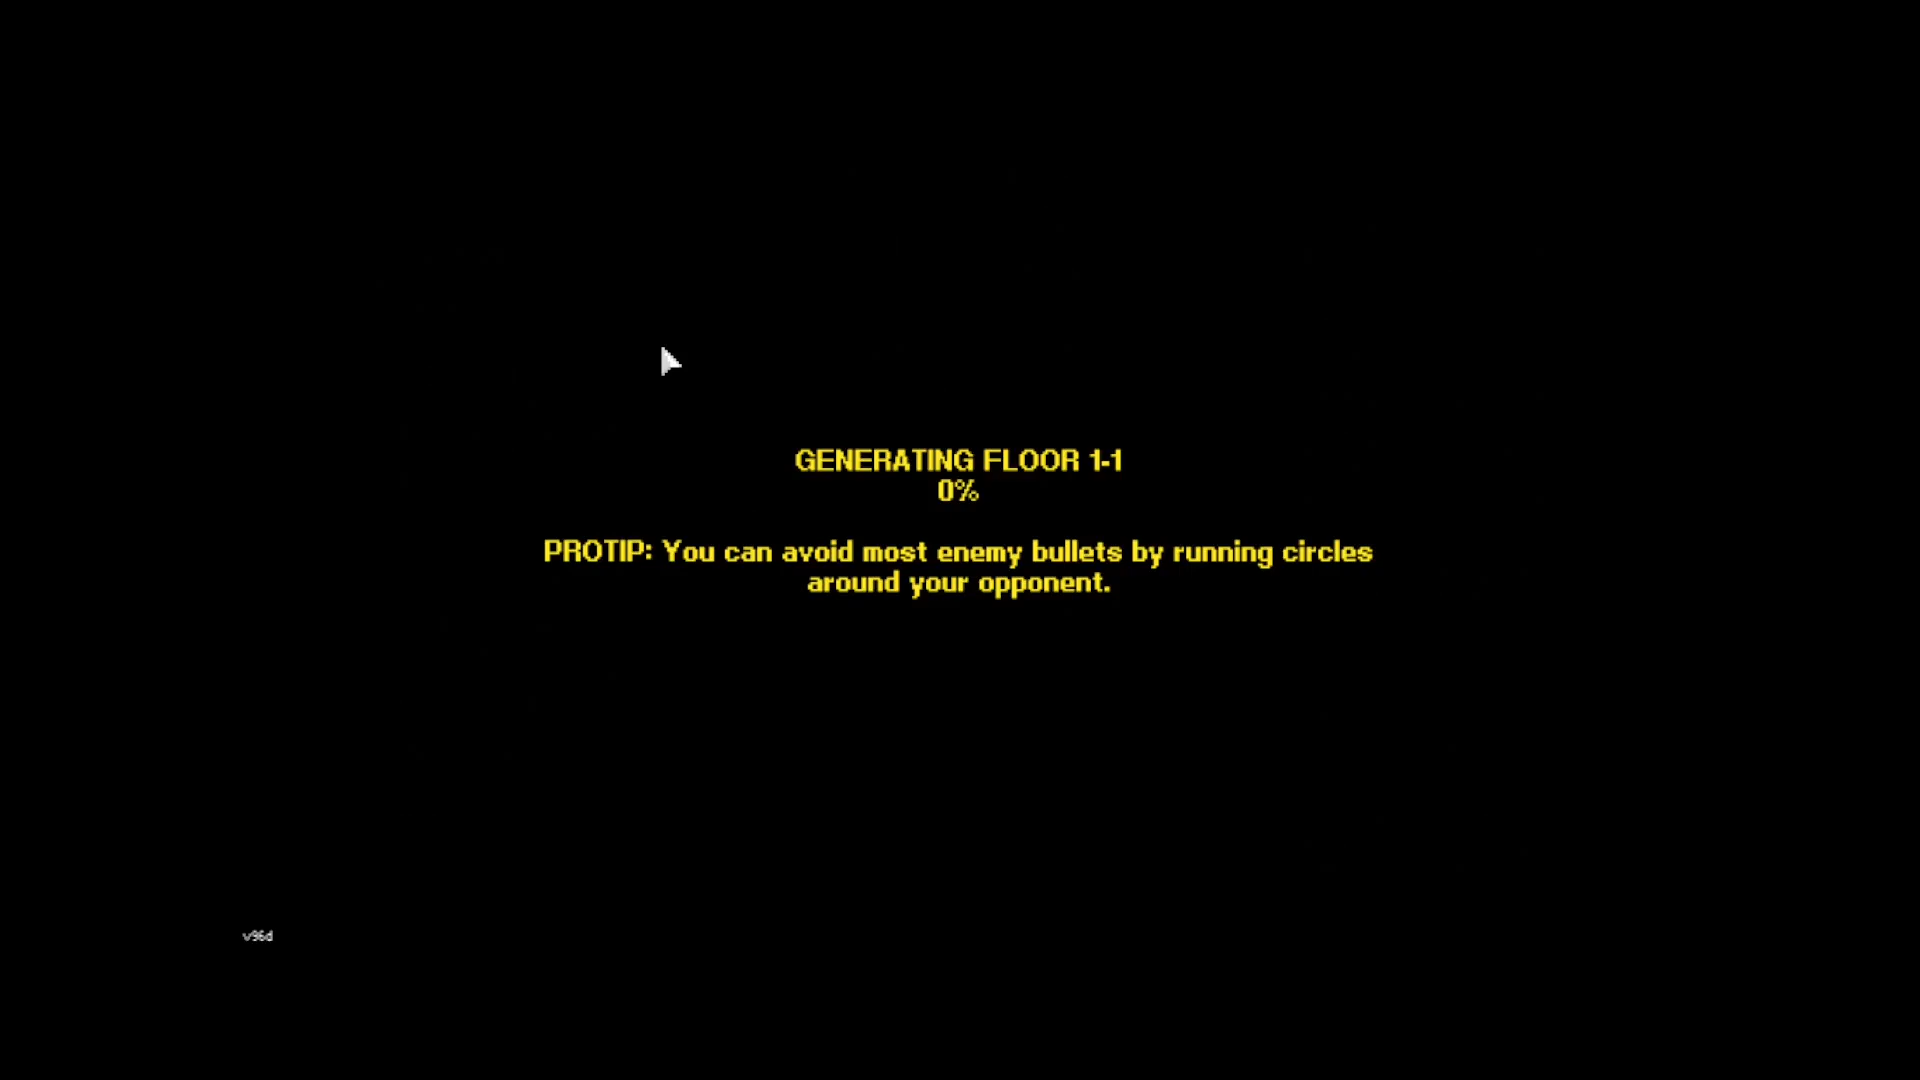 GENERATING FLOOR 1-1
0%
PROTIP: You can avoid most enemy bullets by running circles
around your opponent.
v96d